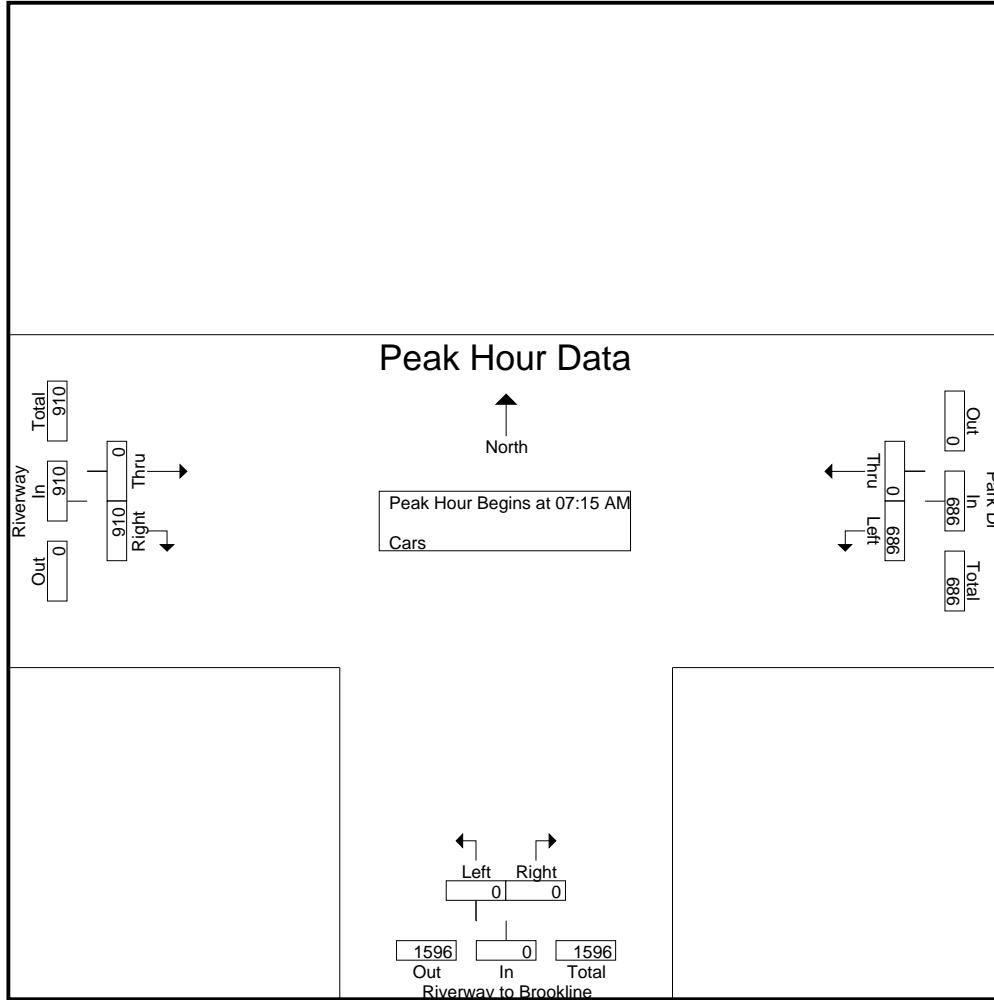 Peak Hour Data
North
Peak Hour Begins at 07:15 AM
Cars
Riverway
Total
910
In
910
Out
0
Thru
0
Right
910
Out
0
In
686
Total
686
Thru
0
Left
686
Park Dr
Left
Right
0
0
1596
0
1596
Out
In
Total
Riverway to Brookline